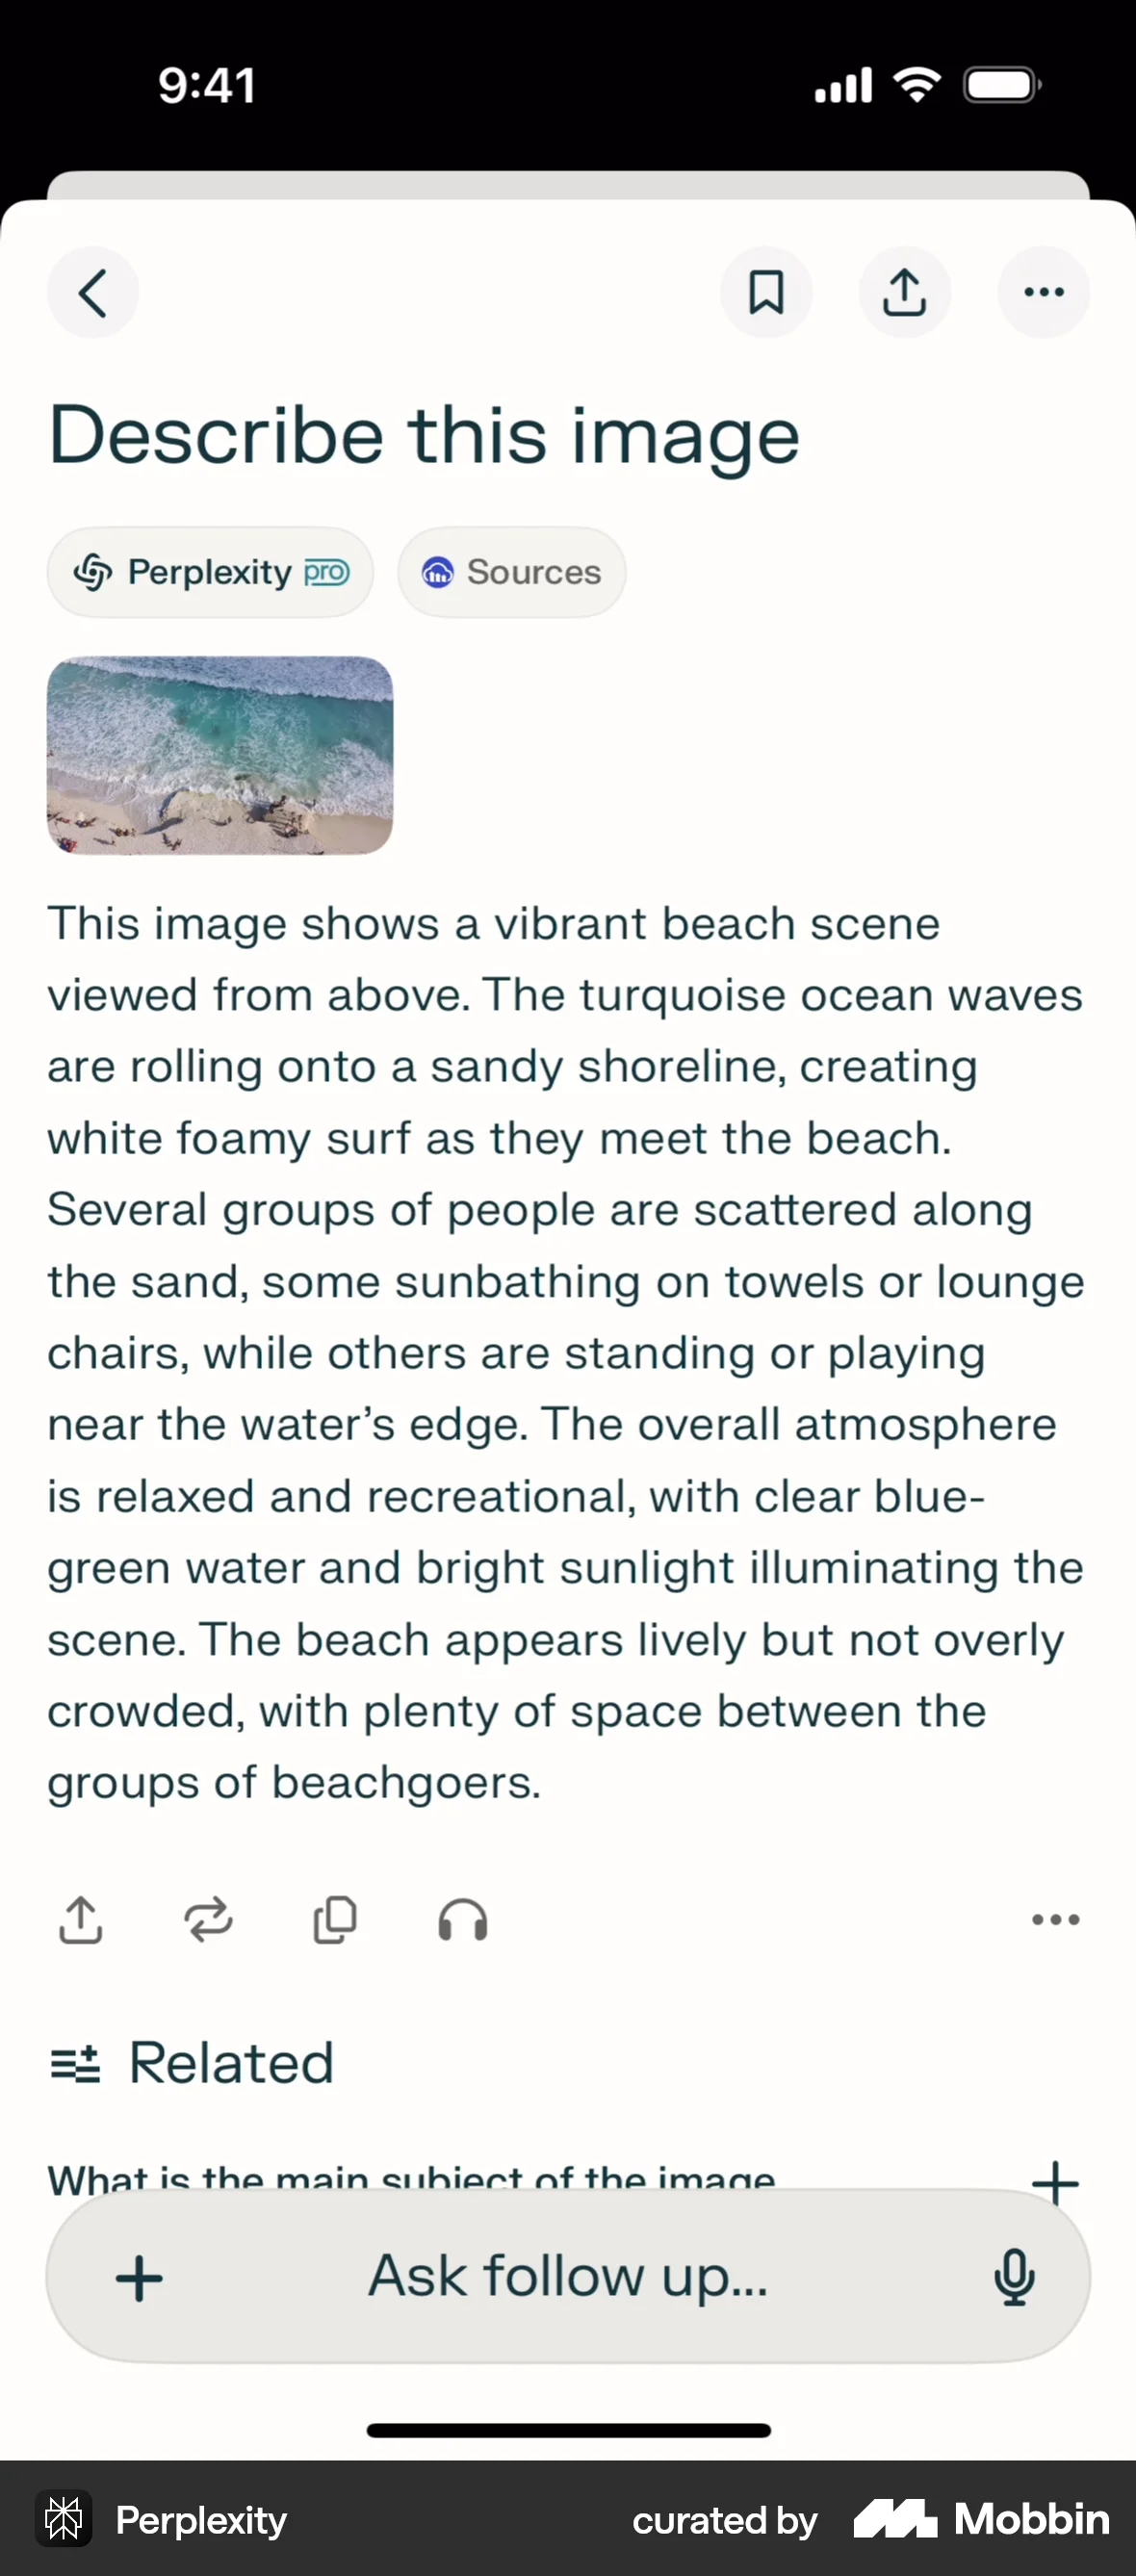 9:41
Describe this image
Perplexity pro
Sources
This image shows a vibrant beach scene
viewed from above. The turquoise ocean waves
are rolling onto a sandy shoreline, creating
white foamy surf as they meet the beach.
Several groups of people are scattered along
the sand, some sunbathing on towels or lounge
chairs, while others are standing or playing
near the water’s edge. The overall atmosphere
is relaxed and recreational, with clear blue-
green water and bright sunlight illuminating the
scene. The beach appears lively but not overly
crowded, with plenty of space between the
groups of beachgoers.
Related
What is the main subject of the image
Ask follow up...
Perplexity
curated by Mobbin